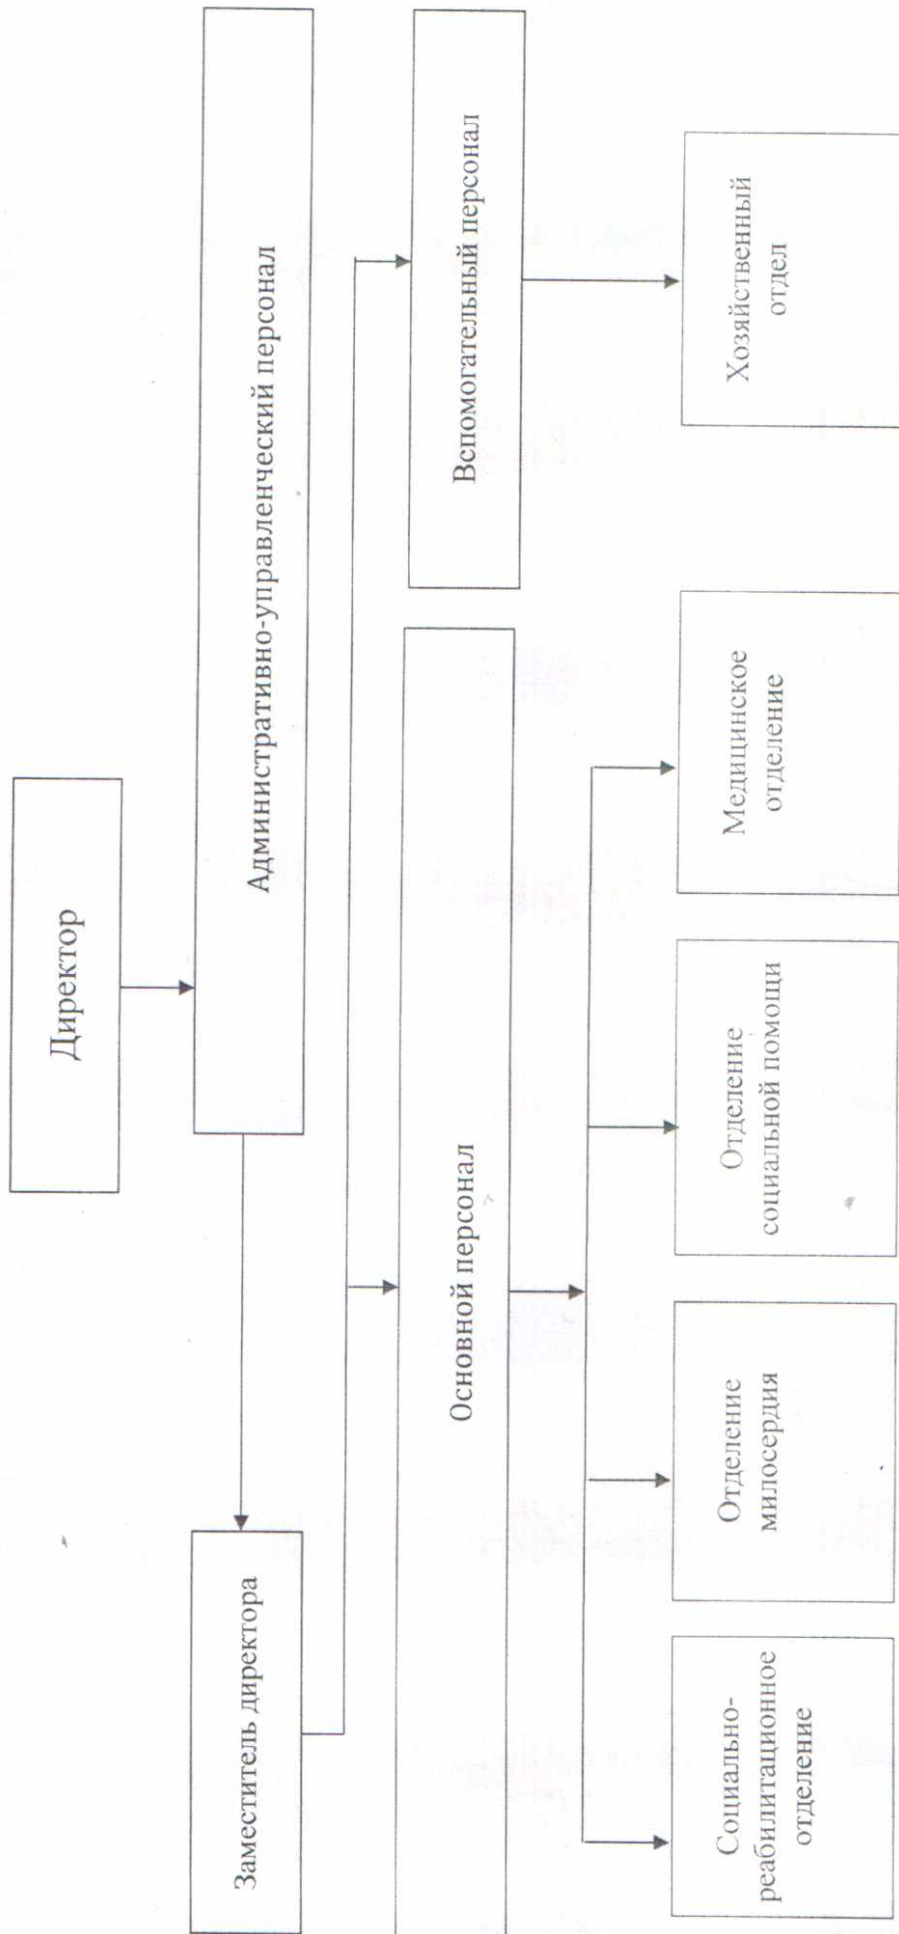 Директор
Административно-управленческий персонал
Заместитель директора
Основной персонал
Вспомогательный персонал
Социально-
реабилитационное
отделение
Отделение
милосердия
Отделение
социальной помощи
Медицинское
отделение
Хозяйственный
отдел